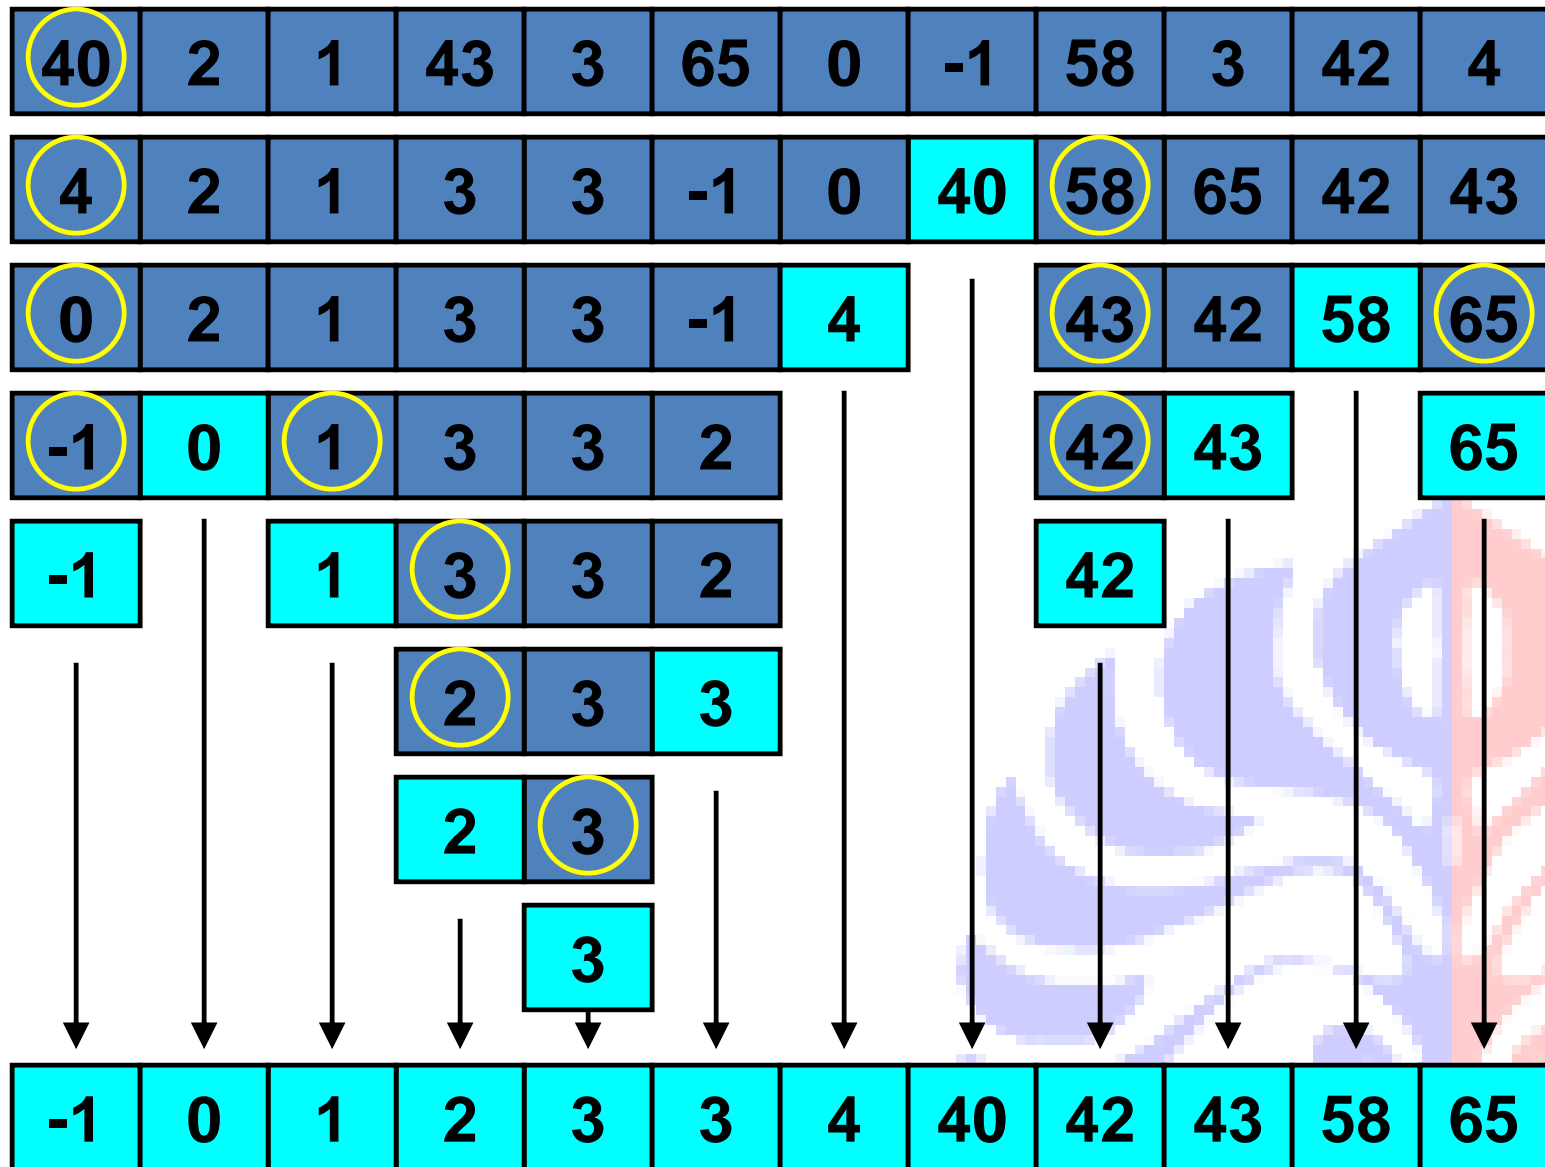 40 2 1 43 3 65 0 -1 58 3 42 4
4 2 1 3 3 -1 0 40 58 65 42 43
0 2 1 3 3 -1 4 43 42 58 65
-1 0 1 3 3 2 42 43 65
-1 1 3 3 2 42
2 3 3
2 3
3
-1 0 1 2 3 3 4 40 42 43 58 65